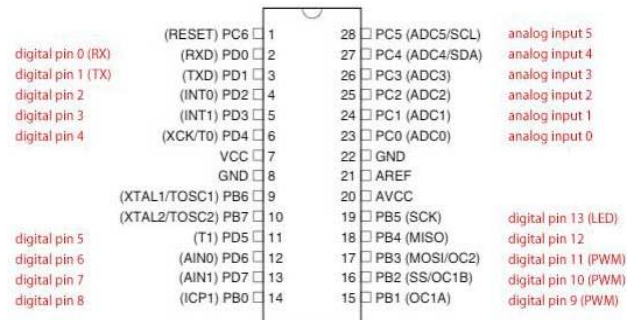 (RESET) PC6 1 28 PC5 (ADC5/SCL) analog input 5
digital pin 0 (RX) (RXD) PD0 2 27 PC4 (ADC4/SDA) analog input 4
digital pin 1 (TX) (TXD) PD1 3 26 PC3 (ADC3) analog input 3
digital pin 2 (INT0) PD2 4 25 PC2 (ADC2) analog input 2
digital pin 3 (INT1) PD3 5 24 PC1 (ADC1) analog input 1
digital pin 4 (XCK/T0) PD4 6 23 PC0 (ADC0) analog input 0
VCC 7 22 GND
GND 8 21 AREF
(XTAL1/TOSC1) PB6 9 20 AVCC
(XTAL2/TOSC2) PB7 10 19 PB5 (SCK) digital pin 13 (LED)
digital pin 5 (T1) PD5 11 18 PB4 (MISO) digital pin 12
digital pin 6 (AIN0) PD6 12 17 PB3 (MOSI/OC2) digital pin 11 (PWM)
digital pin 7 (AIN1) PD7 13 16 PB2 (SS/OC1B) digital pin 10 (PWM)
digital pin 8 (ICP1) PB0 14 15 PB1 (OC1A) digital pin 9 (PWM)